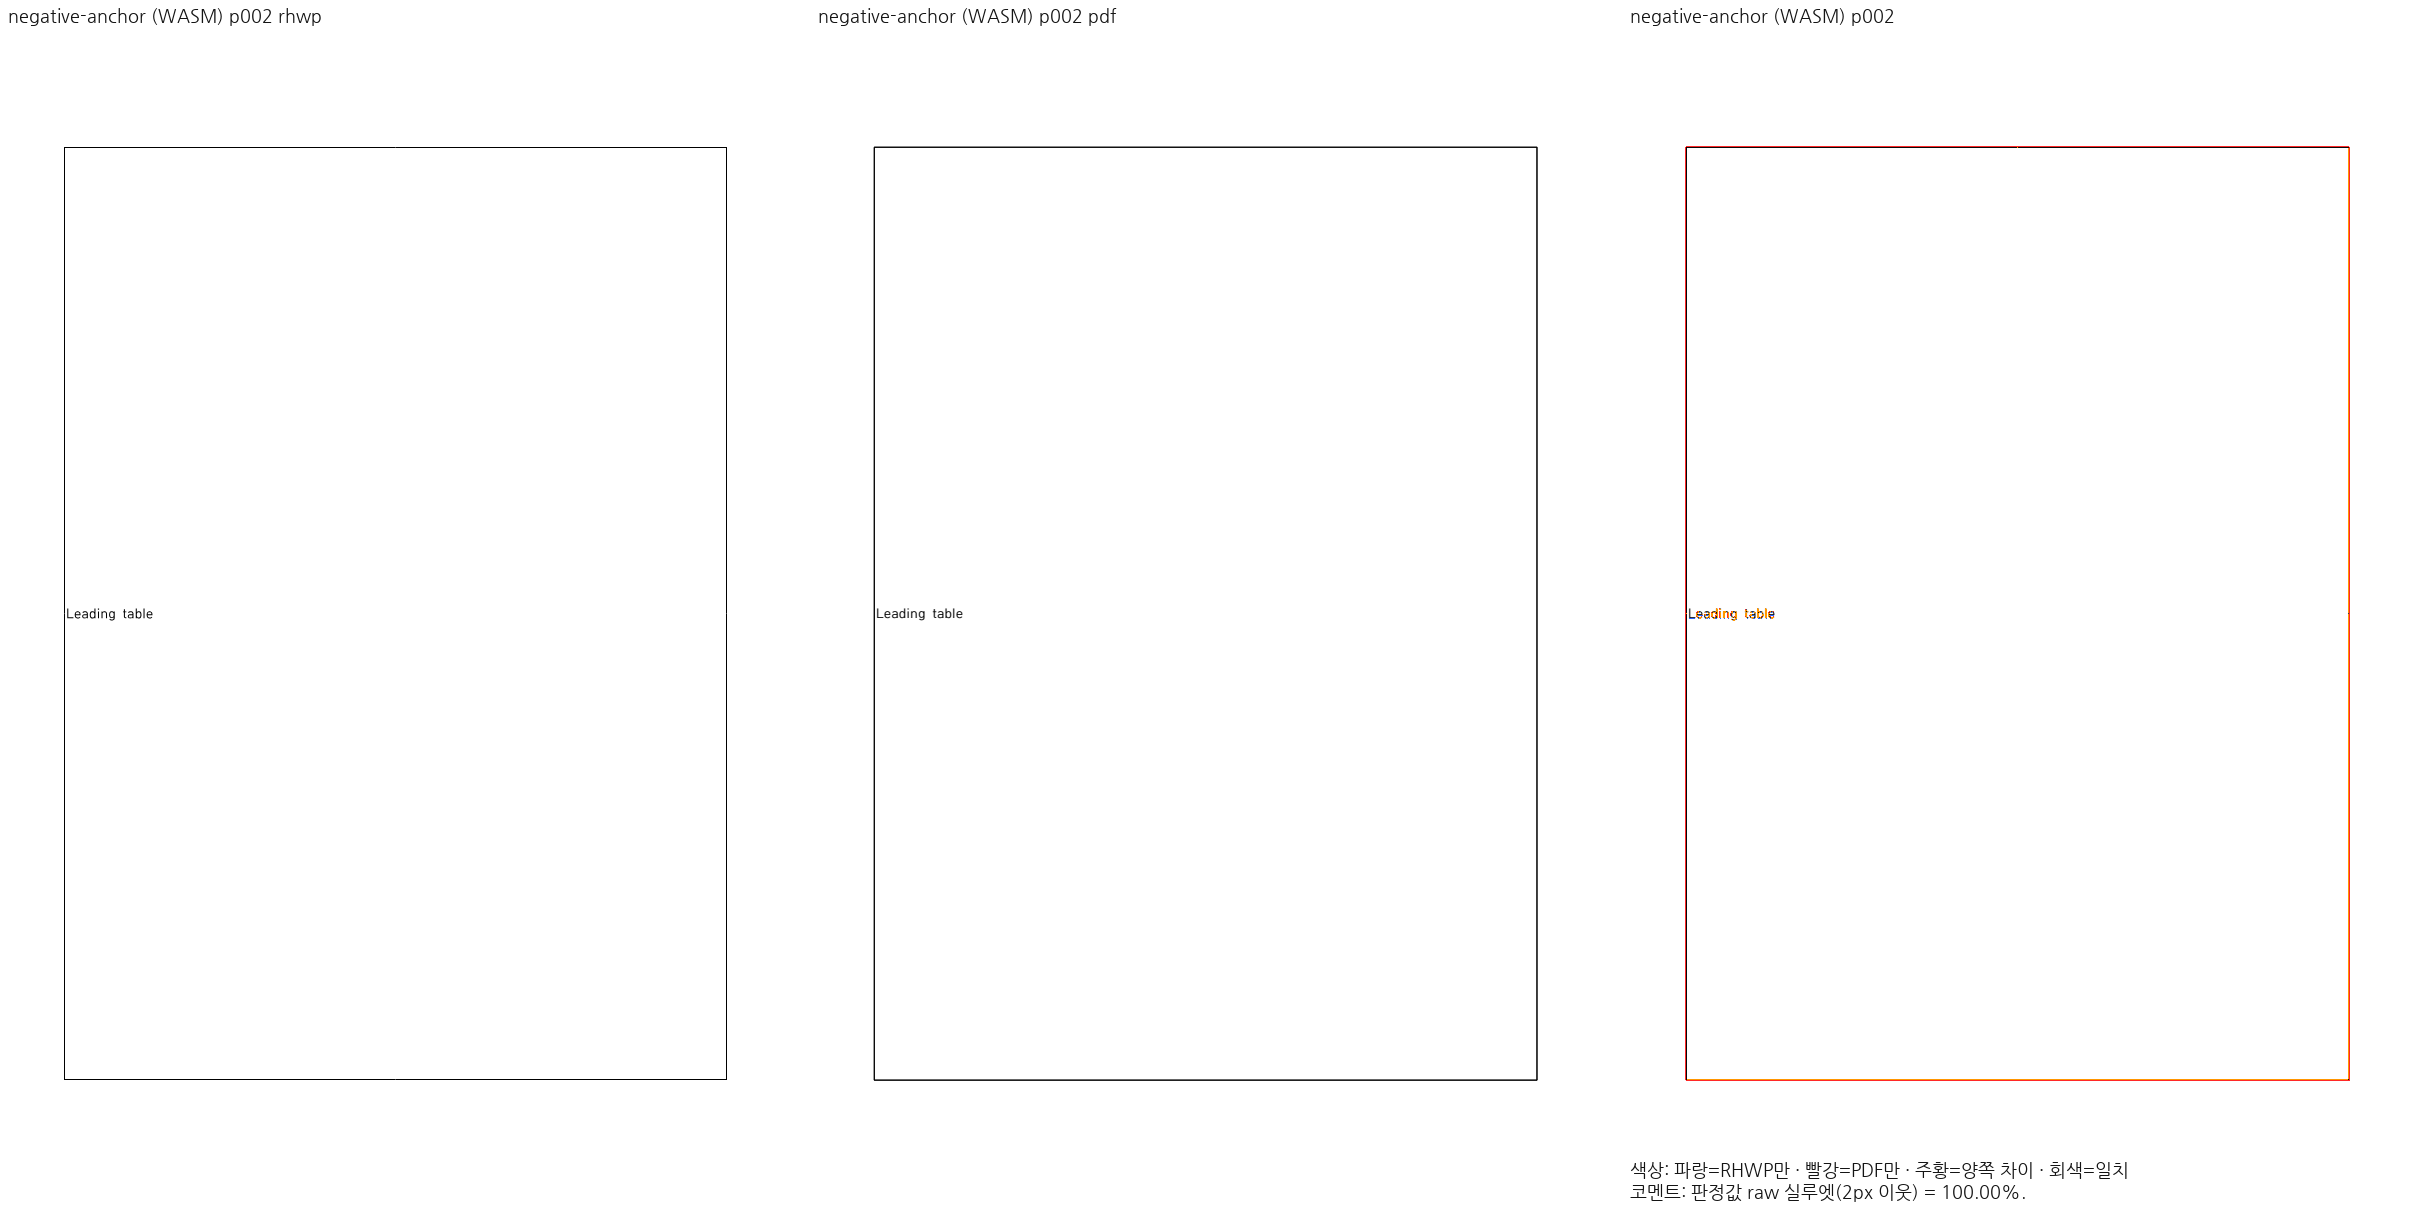 negative-anchor (WASM) p002 rhwp
negative-anchor (WASM) p002 pdf
negative-anchor (WASM) p002
Leading table
Leading table
Leading table
색상: 파랑=RHWP만 · 빨강=PDF만 · 주황=양쪽 차이 · 회색=일치
코멘트: 판정값 raw 실루엣(2px 이웃) = 100.00%.